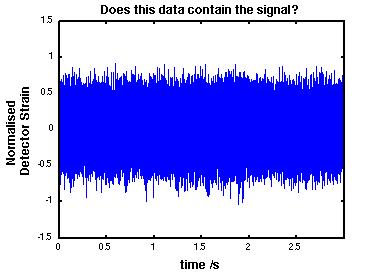 Does this data contain the signal?
1.5
1
0.5
0
-0.5
-1
-1.5
Normalised
Detector Strain
0 0.5 1 1.5 2 2.5
time /s